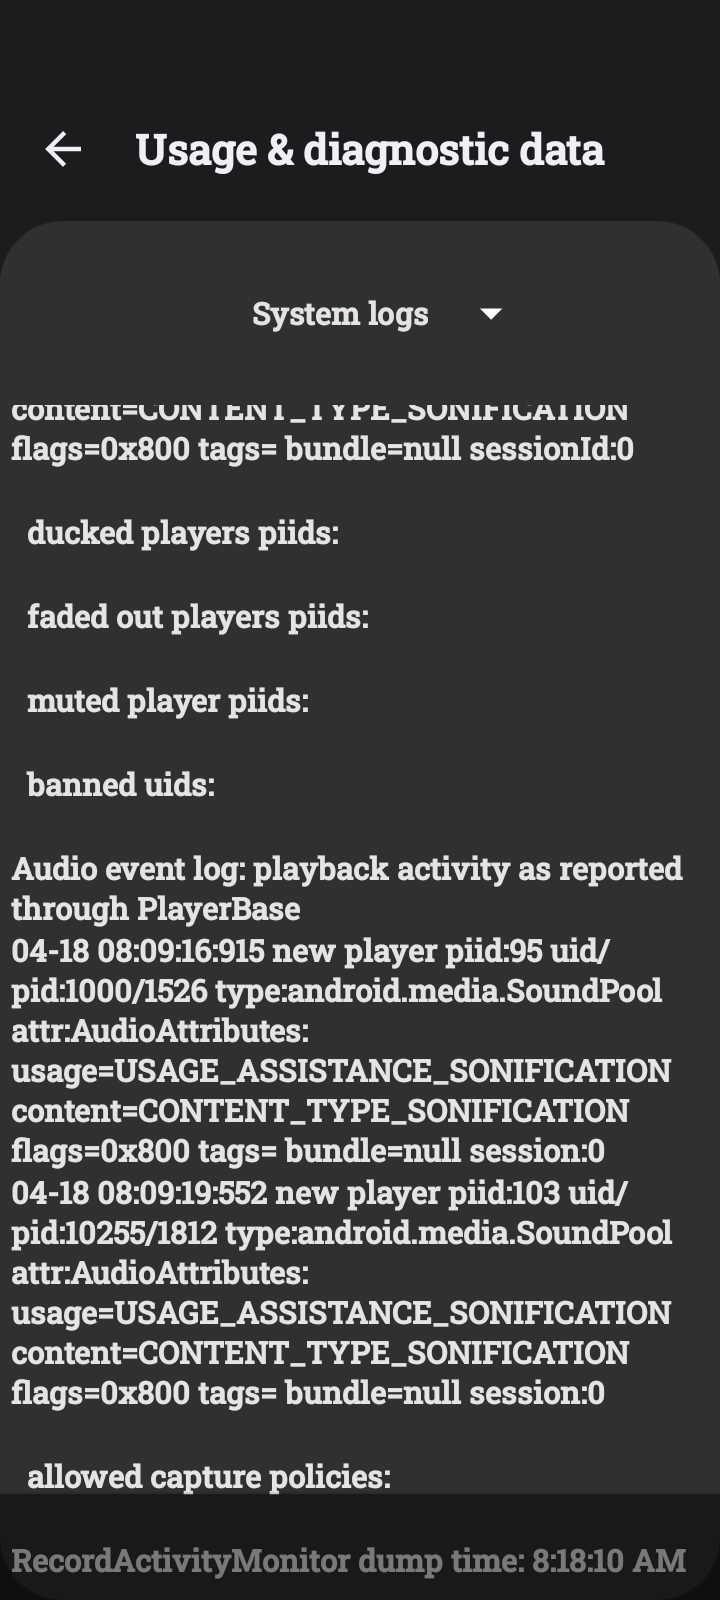 Usage & diagnostic data
System logs
content=CONTENT_TYPE_SONIFICATION
flags=0x800 tags= bundle=null sessionId:0
ducked players piids:
faded out players piids:
muted player piids:
banned uids:
Audio event log: playback activity as reported
through PlayerBase
04-18 08:09:16:915 new player piid:95 uid/
pid:1000/1526 type:android.media.SoundPool
attr:AudioAttributes:
usage=USAGE_ASSISTANCE_SONIFICATION
content=CONTENT_TYPE_SONIFICATION
flags=0x800 tags= bundle=null session:0
04-18 08:09:19:552 new player piid:103 uid/
pid:10255/1812 type:android.media.SoundPool
attr:AudioAttributes:
usage=USAGE_ASSISTANCE_SONIFICATION
content=CONTENT_TYPE_SONIFICATION
flags=0x800 tags= bundle=null session:0
allowed capture policies:
RecordActivityMonitor dump time: 8:18:10 AM